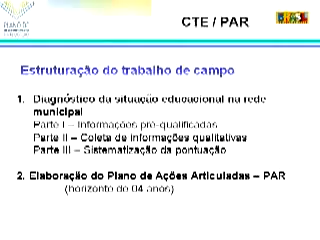 CTE / PAR
Estruturação do trabalho de campo
1. Diagnóstico da situação educacional na rede
municipal
Parte I – Informações pré-qualificadas
Parte II – Coleta de informações qualitativas
Parte III – Sistematização da pontuação
2. Elaboração do Plano de Ações Articuladas – PAR
(horizonte de 04 anos)